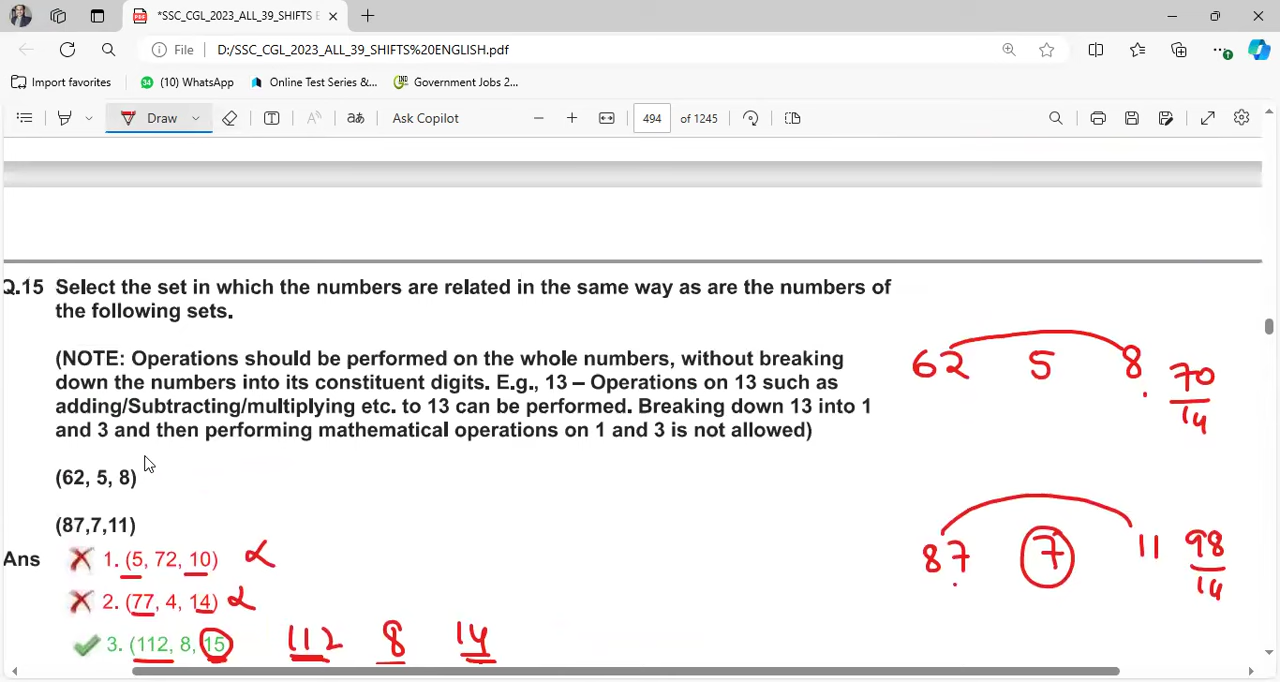 *SSC_CGL_2023_ALL_39_SHIFTS E
File D:/SSC_CGL_2023_ALL_39_SHIFTS%20ENGLISH.pdf
Import favorites (10) WhatsApp Online Test Series &... Government Jobs 2...
Draw aあ Ask Copilot 494 of 1245
Q.15 Select the set in which the numbers are related in the same way as are the numbers of
the following sets.
(NOTE: Operations should be performed on the whole numbers, without breaking
down the numbers into its constituent digits. E.g., 13 – Operations on 13 such as
adding/Subtracting/multiplying etc. to 13 can be performed. Breaking down 13 into 1
and 3 and then performing mathematical operations on 1 and 3 is not allowed)
62 5 8 70
14
(62, 5, 8)
(87,7,11)
87 7 11 98
14
Ans 1. (5, 72, 10)
2. (77, 4, 14)
3. (112, 8, 15) 112 8 14